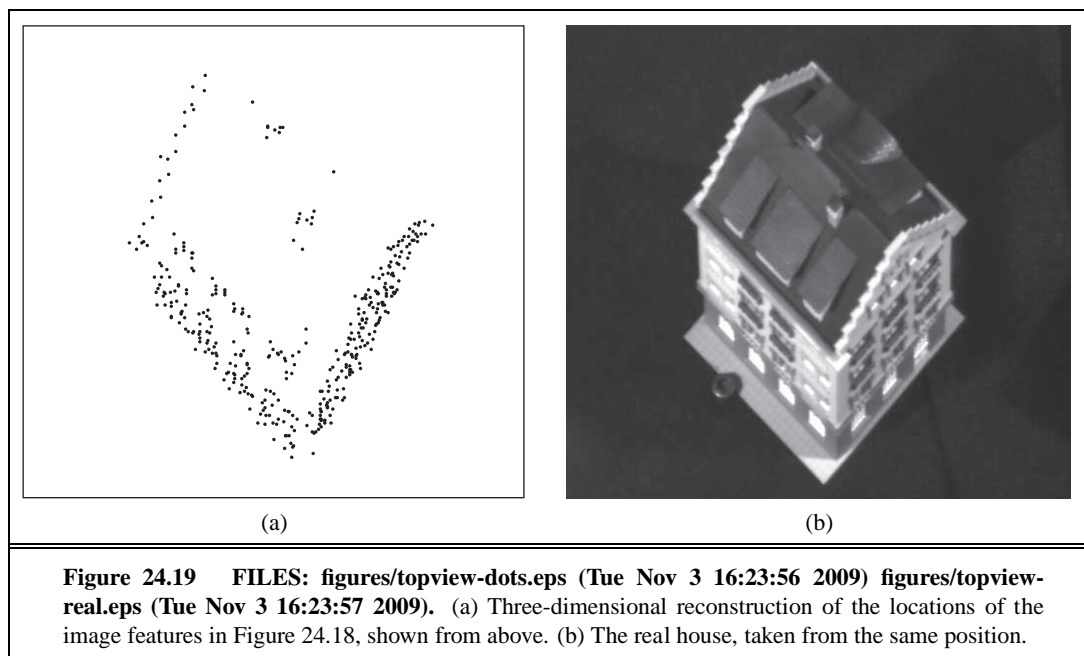 (a)
(b)
Figure 24.19 FILES: figures/topview-dots.eps (Tue Nov 3 16:23:56 2009) figures/topview-
real.eps (Tue Nov 3 16:23:57 2009). (a) Three-dimensional reconstruction of the locations of the
image features in Figure 24.18, shown from above. (b) The real house, taken from the same position.